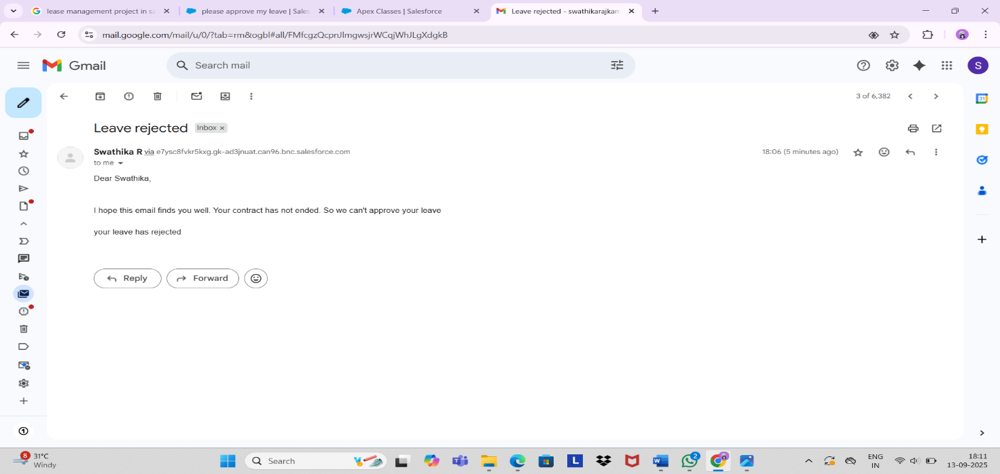 lease management project in sa
please approve my leave | Sales
Apex Classes | Salesforce
Leave rejected - swathikarajkam
mail.google.com/mail/u/0/?tab=rm&ogbl#all/FMfcgzQcpnJlmgwsjrWCqjWhJLgXdgkB
Gmail
Search mail
S
3 of 6,382
31
Leave rejected Inbox ×
Swathika R via e7ysc8fvkr5kxg.gk-ad3jnuat.can96.bnc.salesforce.com
18:06 (5 minutes ago)
to me
Dear Swathika,
I hope this email finds you well. Your contract has not ended. So we can't approve your leave
your leave has rejected
Reply
Forward
1
8
31°C
Windy
Search
L
W
2
ENG
IN
18:11
13-09-2025